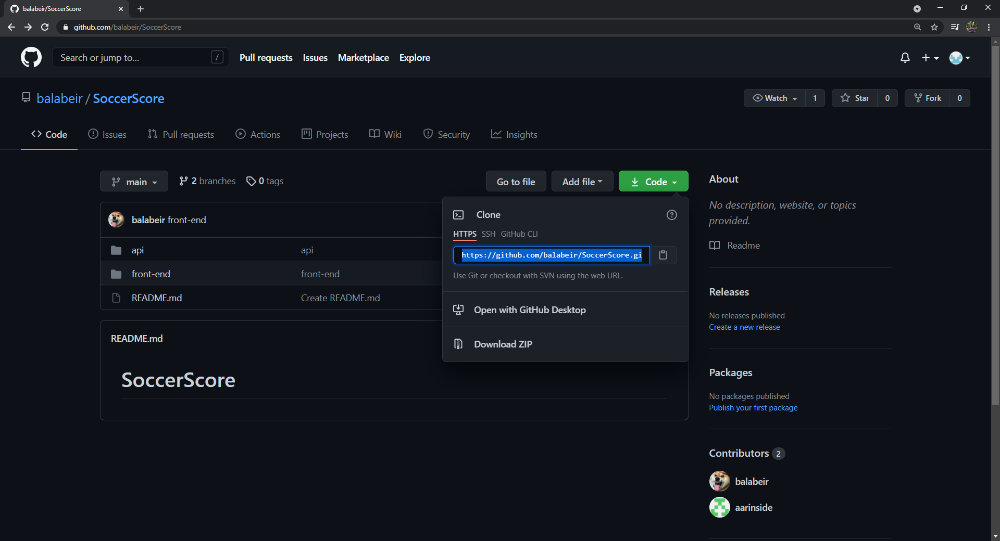 balabeir/SoccerScore
github.com/balabeir/SoccerScore
Search or jump to... /
Pull requests Issues Marketplace Explore
balabeir / SoccerScore
Watch 1 Star 0 Fork 0
Code Issues Pull requests Actions Projects Wiki Security Insights
main 2 branches 0 tags
Go to file Add file Code
balabeir front-end
api api
front-end front-end
README.md Create README.md
README.md
SoccerScore
Clone
HTTPS SSH GitHub CLI
https://github.com/balabeir/SoccerScore.gi
Use Git or checkout with SVN using the web URL.
Open with GitHub Desktop
Download ZIP
About
No description, website, or topics
provided.
Readme
Releases
No releases published
Create a new release
Packages
No packages published
Publish your first package
Contributors 2
balabeir
aarinside